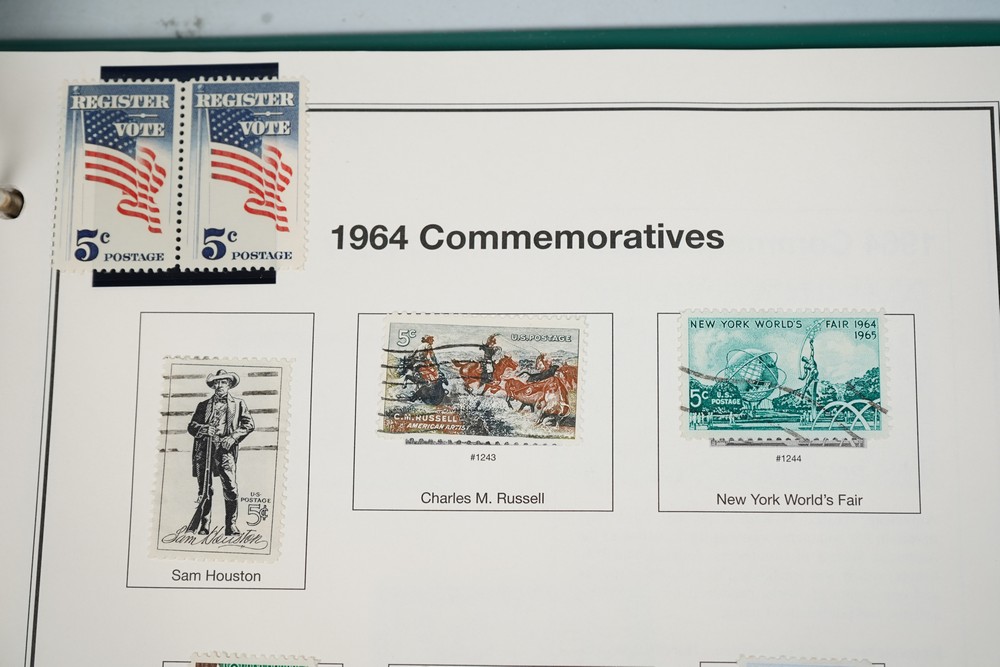 REGISTER
VOTE
5c POSTAGE
REGISTER
VOTE
5c POSTAGE
1964 Commemoratives
U.S.
POSTAGE
5¢
Sam Houston
Sam Houston
5c
U.S. POSTAGE
C.M. RUSSELL
AMERICAN ARTIST
#1243
Charles M. Russell
NEW YORK WORLD'S FAIR 1964
1965
5c U.S.
POSTAGE
#1244
New York World's Fair